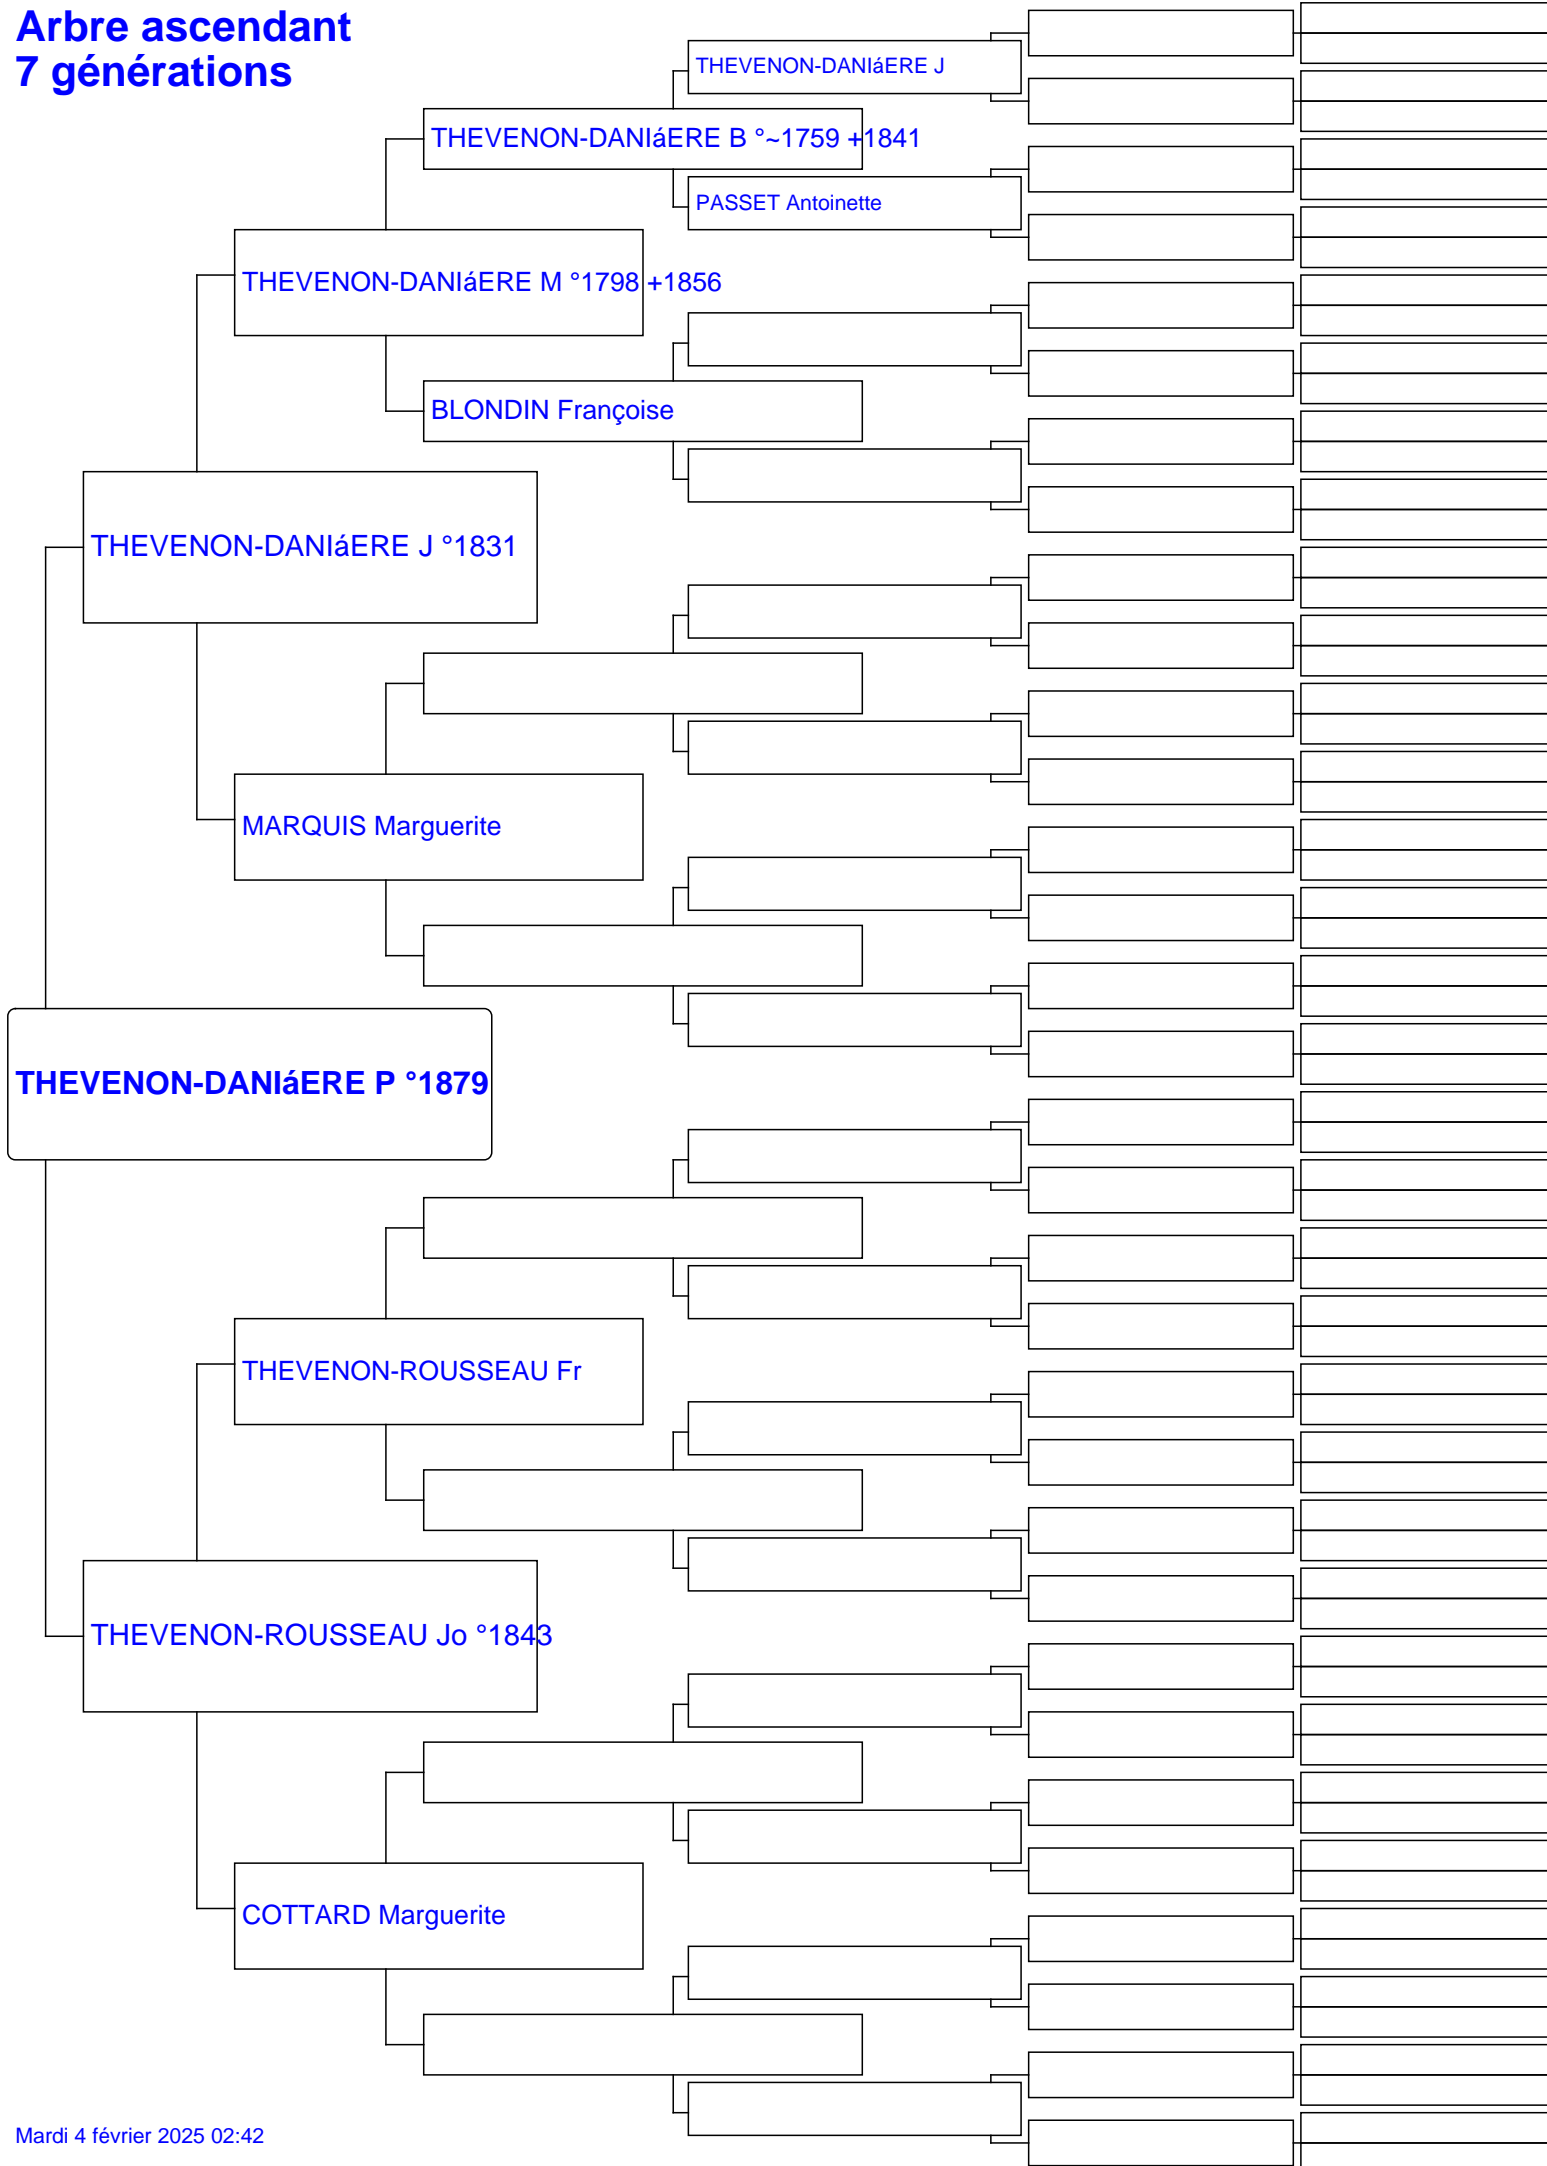 Arbre ascendant
7 générations
THEVENON-DANIáERE J
THEVENON-DANIáERE B °~1759 +1841
PASSET Antoinette
THEVENON-DANIáERE M °1798 +1856
BLONDIN Françoise
THEVENON-DANIáERE J °1831
MARQUIS Marguerite
THEVENON-DANIáERE P °1879
THEVENON-ROUSSEAU Fr
THEVENON-ROUSSEAU Jo °1843
COTTARD Marguerite
Mardi 4 février 2025 02:42